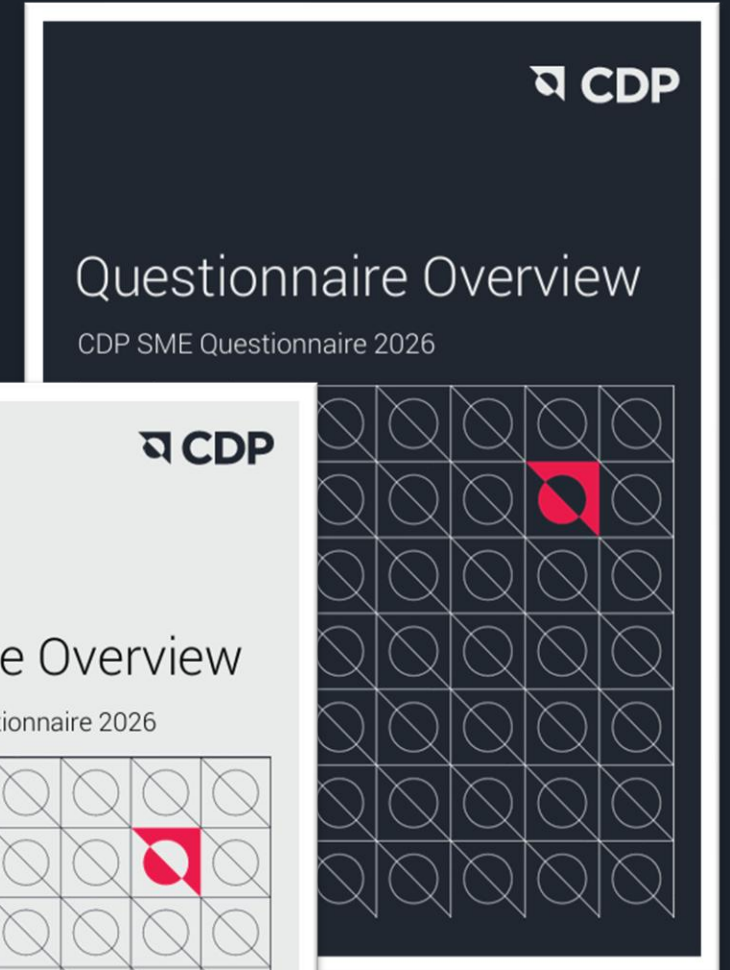 CDP
Questionnaire Overview
CDP SME Questionnaire 2026
CDP
e Overview
tionnaire 2026